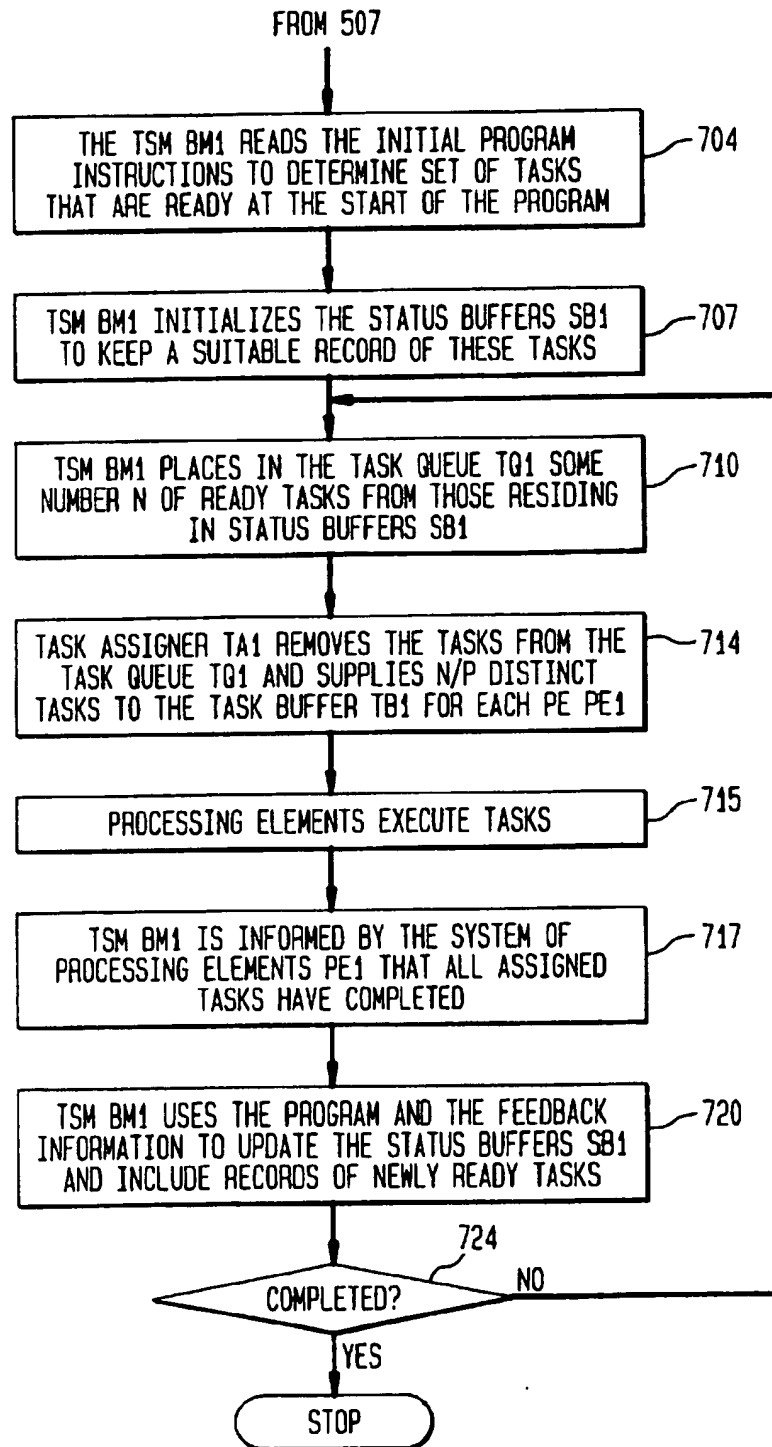 FROM 507
THE TSM BM1 READS THE INITIAL PROGRAM
INSTRUCTIONS TO DETERMINE SET OF TASKS
THAT ARE READY AT THE START OF THE PROGRAM
704
TSM BM1 INITIALIZES THE STATUS BUFFERS SB1
TO KEEP A SUITABLE RECORD OF THESE TASKS
707
TSM BM1 PLACES IN THE TASK QUEUE TQ1 SOME
NUMBER N OF READY TASKS FROM THOSE RESIDING
IN STATUS BUFFERS SB1
710
TASK ASSIGNER TA1 REMOVES THE TASKS FROM THE
TASK QUEUE TQ1 AND SUPPLIES N/P DISTINCT
TASKS TO THE TASK BUFFER TB1 FOR EACH PE PE1
714
PROCESSING ELEMENTS EXECUTE TASKS
715
TSM BM1 IS INFORMED BY THE SYSTEM OF
PROCESSING ELEMENTS PE1 THAT ALL ASSIGNED
TASKS HAVE COMPLETED
717
TSM BM1 USES THE PROGRAM AND THE FEEDBACK
INFORMATION TO UPDATE THE STATUS BUFFERS SB1
AND INCLUDE RECORDS OF NEWLY READY TASKS
720
724
COMPLETED?
NO
YES
STOP